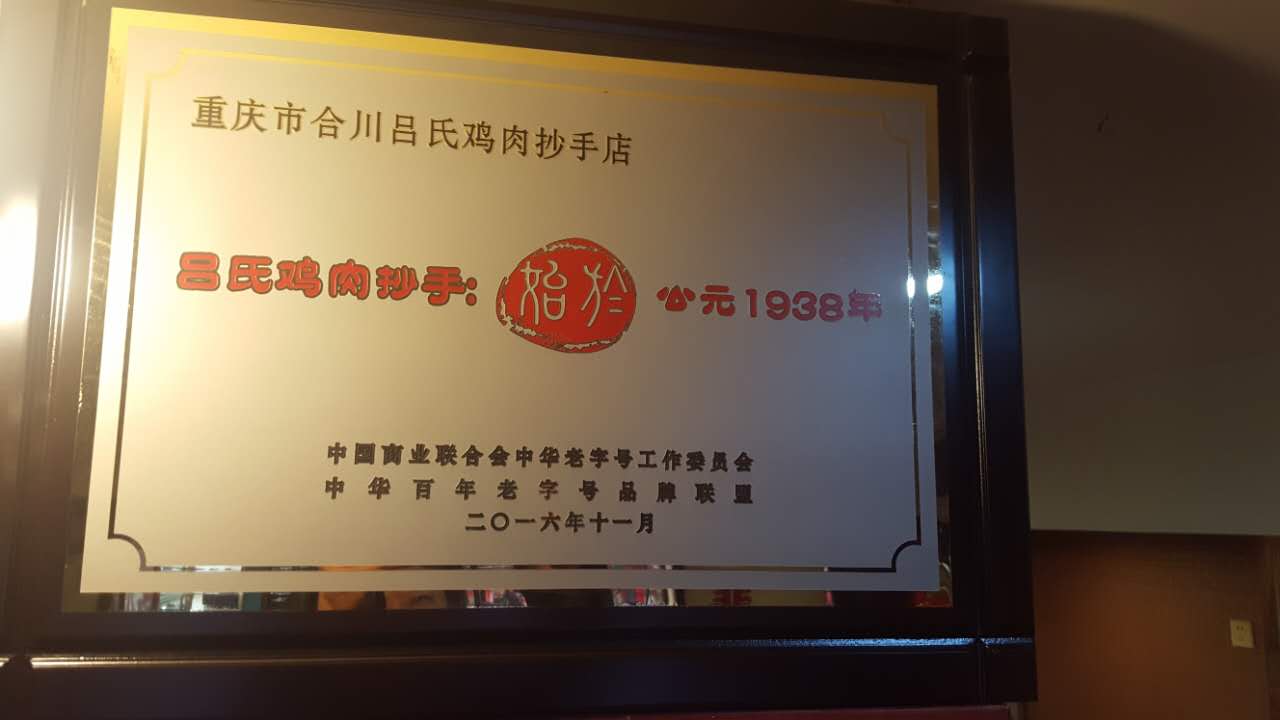 重庆市合川吕氏鸡肉抄手店
吕氏鸡肉抄手:始於公元1938年
中国商业联合会中华老字号工作委员会
中华百年老字号品牌联盟
二〇一六年十一月